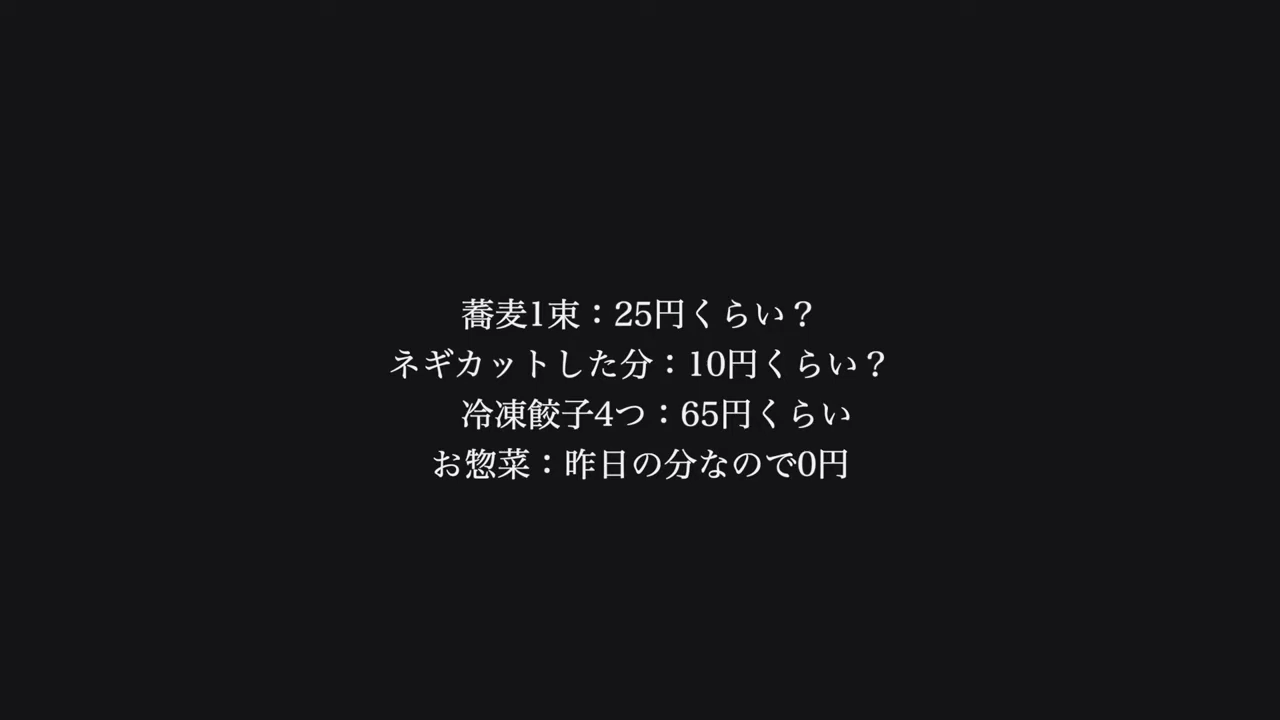 蕎麦1束：25円くらい？
ネギカットした分：10円くらい？
冷凍餃子4つ：65円くらい
お惣菜：昨日の分なので0円